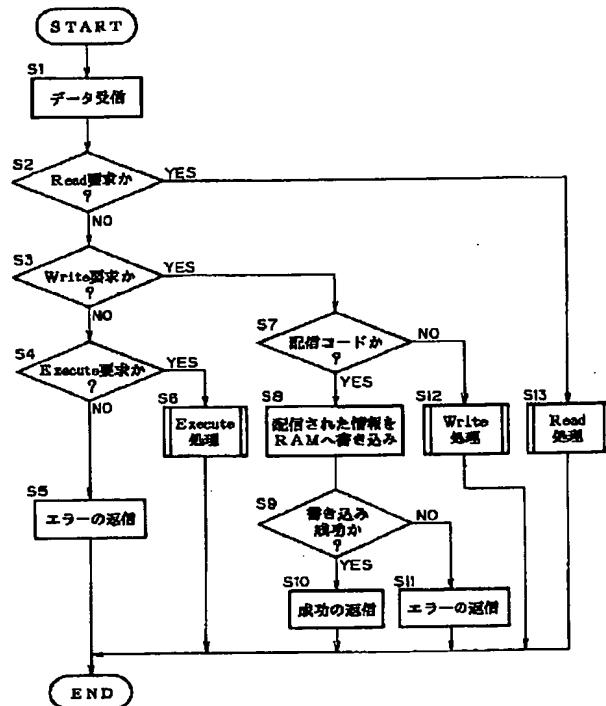 START
S1
データ受信
S2
Read要求か
?
YES
NO
S3
Write要求か
?
YES
NO
S4
Execute要求か
?
YES
NO
S5
エラーの返信
S6
Execute
処理
S7
配信コードか
?
NO
YES
S8
配信された情報を
RAMへ書き込み
S9
書き込み
成功か
?
NO
YES
S10
成功の返信
S11
エラーの返信
S12
Write
処理
S13
Read
処理
END